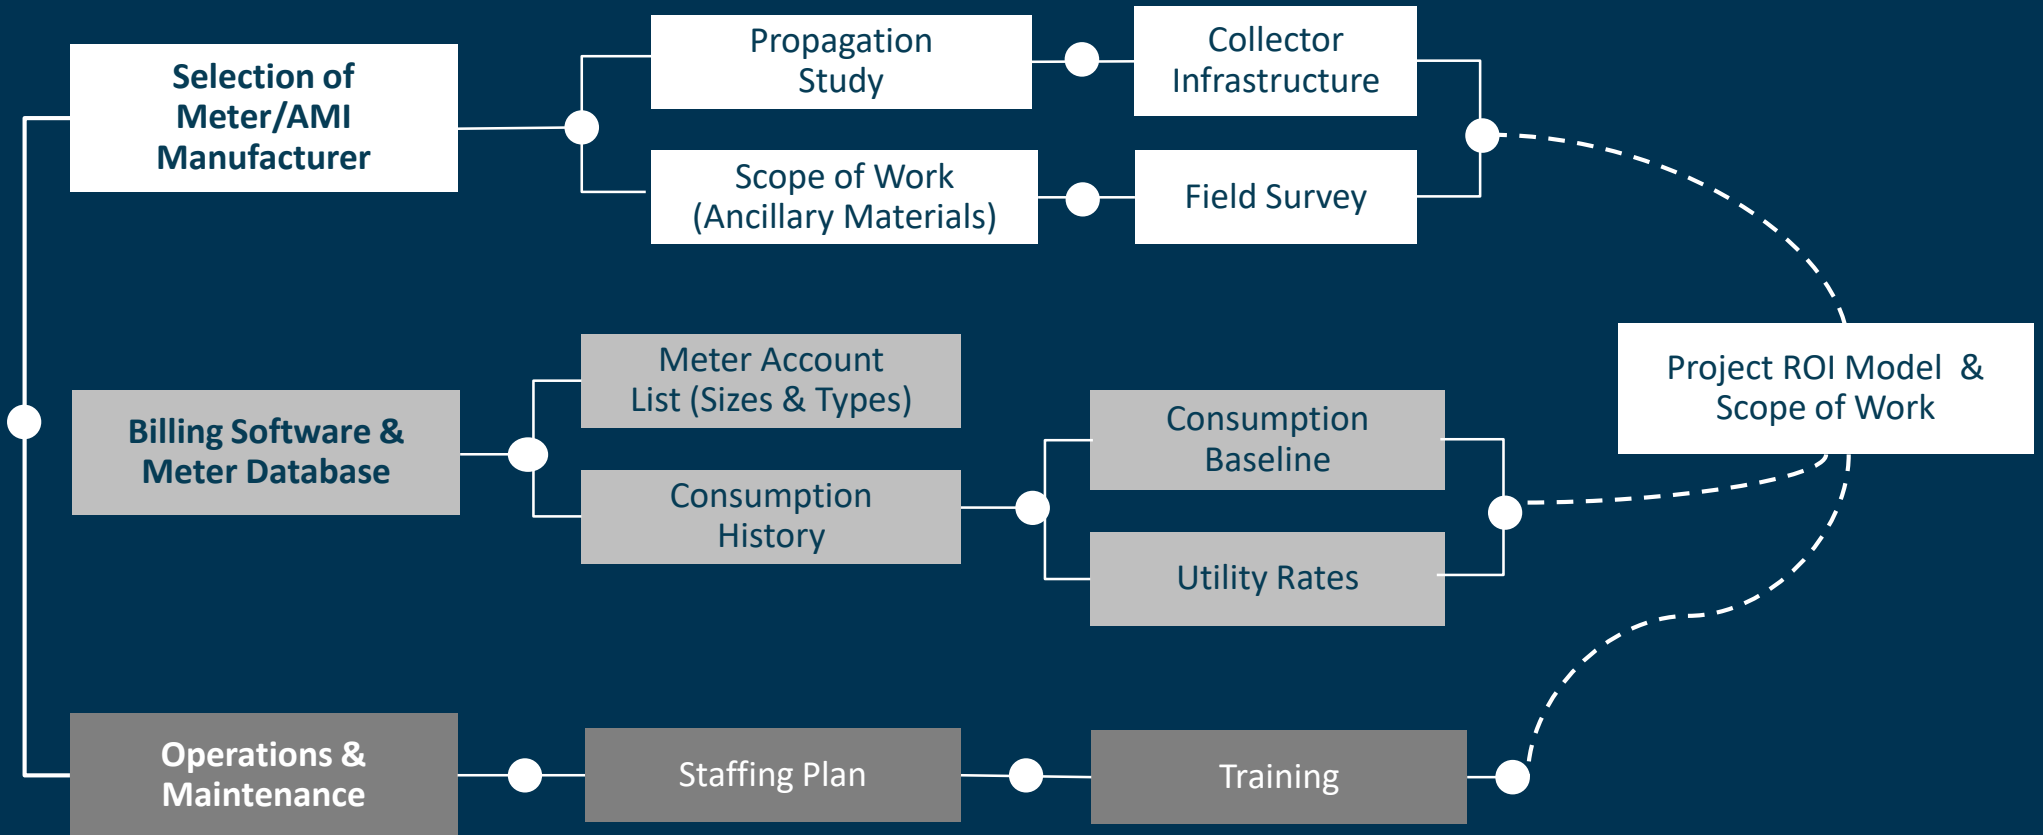 Selection of
Meter/AMI
Manufacturer
Propagation
Study
Collector
Infrastructure
Scope of Work
(Ancillary Materials)
Field Survey
Billing Software &
Meter Database
Meter Account
List (Sizes & Types)
Consumption
History
Consumption
Baseline
Utility Rates
Project ROI Model &
Scope of Work
Operations &
Maintenance
Staffing Plan
Training